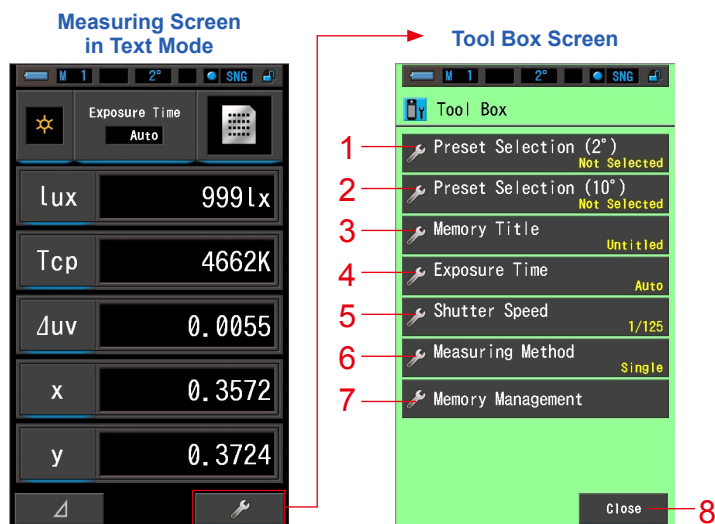 Measuring Screen
in Text Mode
M 1 2° SNG
Exposure Time
Auto
lux 999lx
Tcp 4662K
⊿uv 0.0055
x 0.3572
y 0.3724
⊿
Tool Box Screen
M 1 2° SNG
Tool Box
1 Preset Selection (2°)
Not Selected
2 Preset Selection (10°)
Not Selected
3 Memory Title
Untitled
4 Exposure Time
Auto
5 Shutter Speed
1/125
6 Measuring Method
Single
7 Memory Management
Close 8